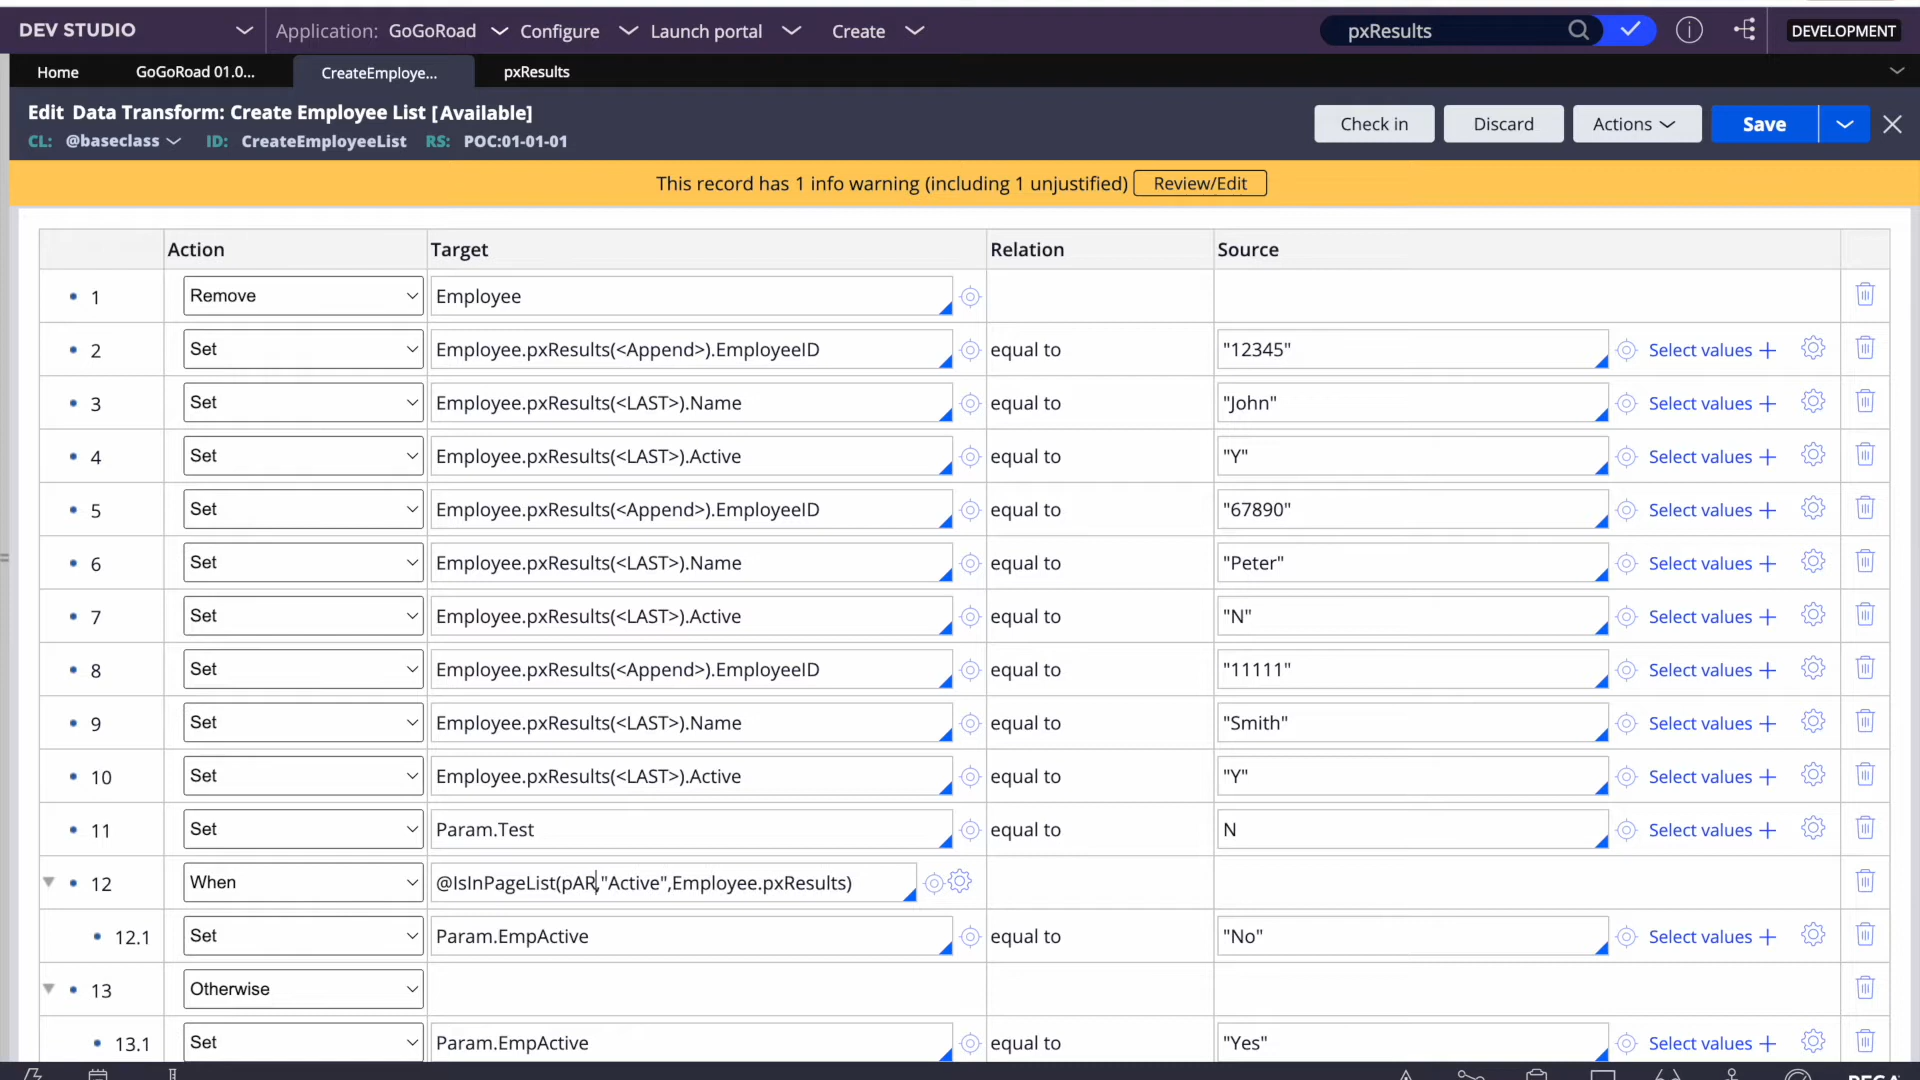 DEV STUDIO Application: GoGoRoad Configure Launch portal Create pxResults DEVELOPMENT
Home GoGoRoad 01.0... CreateEmploye... pxResults
Edit Data Transform: Create Employee List [Available] Check in Discard Actions Save
CL: @baseclass ID: CreateEmployeeList RS: POC:01-01-01
This record has 1 info warning (including 1 unjustified) Review/Edit
Action Target Relation Source
1 Remove Employee
2 Set Employee.pxResults(<Append>).EmployeeID equal to "12345" Select values
3 Set Employee.pxResults(<LAST>).Name equal to "John" Select values
4 Set Employee.pxResults(<LAST>).Active equal to "Y" Select values
5 Set Employee.pxResults(<Append>).EmployeeID equal to "67890" Select values
6 Set Employee.pxResults(<LAST>).Name equal to "Peter" Select values
7 Set Employee.pxResults(<LAST>).Active equal to "N" Select values
8 Set Employee.pxResults(<Append>).EmployeeID equal to "11111" Select values
9 Set Employee.pxResults(<LAST>).Name equal to "Smith" Select values
10 Set Employee.pxResults(<LAST>).Active equal to "Y" Select values
11 Set Param.Test equal to N Select values
12 When @IsInPageList(pAR,"Active",Employee.pxResults)
12.1 Set Param.EmpActive equal to "No" Select values
13 Otherwise
13.1 Set Param.EmpActive equal to "Yes" Select values
PEGA